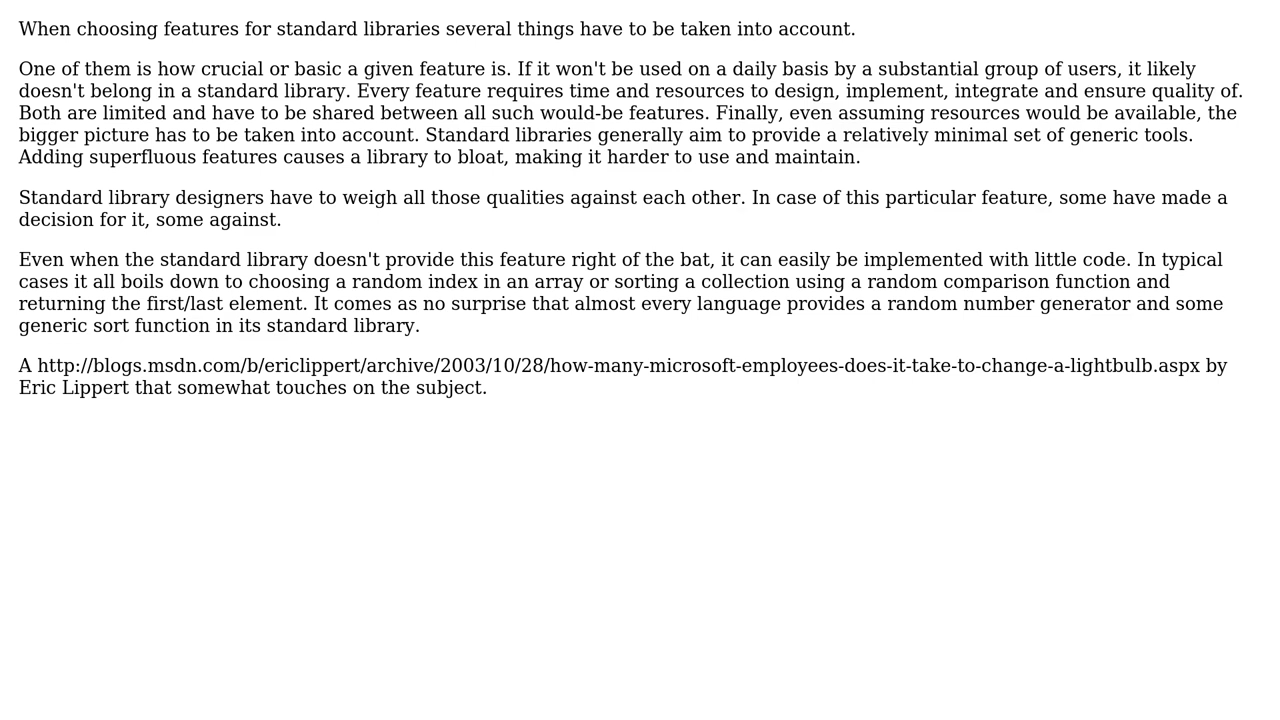 When choosing features for standard libraries several things have to be taken into account.
One of them is how crucial or basic a given feature is. If it won't be used on a daily basis by a substantial group of users, it likely
doesn't belong in a standard library. Every feature requires time and resources to design, implement, integrate and ensure quality of.
Both are limited and have to be shared between all such would-be features. Finally, even assuming resources would be available, the
bigger picture has to be taken into account. Standard libraries generally aim to provide a relatively minimal set of generic tools.
Adding superfluous features causes a library to bloat, making it harder to use and maintain.
Standard library designers have to weigh all those qualities against each other. In case of this particular feature, some have made a
decision for it, some against.
Even when the standard library doesn't provide this feature right of the bat, it can easily be implemented with little code. In typical
cases it all boils down to choosing a random index in an array or sorting a collection using a random comparison function and
returning the first/last element. It comes as no surprise that almost every language provides a random number generator and some
generic sort function in its standard library.
A http://blogs.msdn.com/b/ericlippert/archive/2003/10/28/how-many-microsoft-employees-does-it-take-to-change-a-lightbulb.aspx by
Eric Lippert that somewhat touches on the subject.